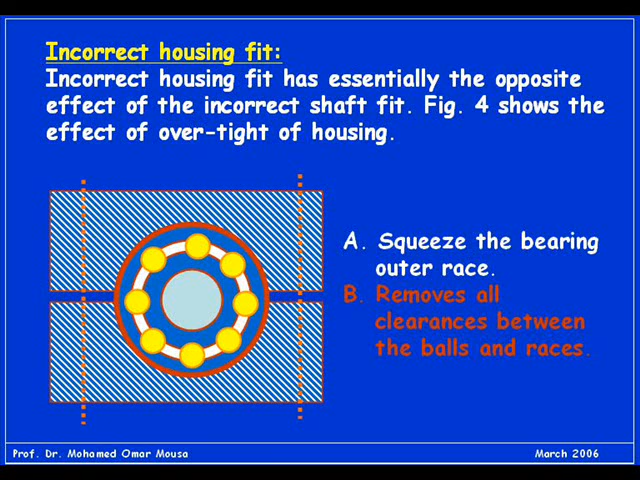 Incorrect housing fit:
Incorrect housing fit has essentially the opposite
effect of the incorrect shaft fit. Fig. 4 shows the
effect of over-tight of housing.
A. Squeeze the bearing
outer race.
B. Removes all
clearances between
the balls and races.
Prof. Dr. Mohamed Omar Mousa
March 2006